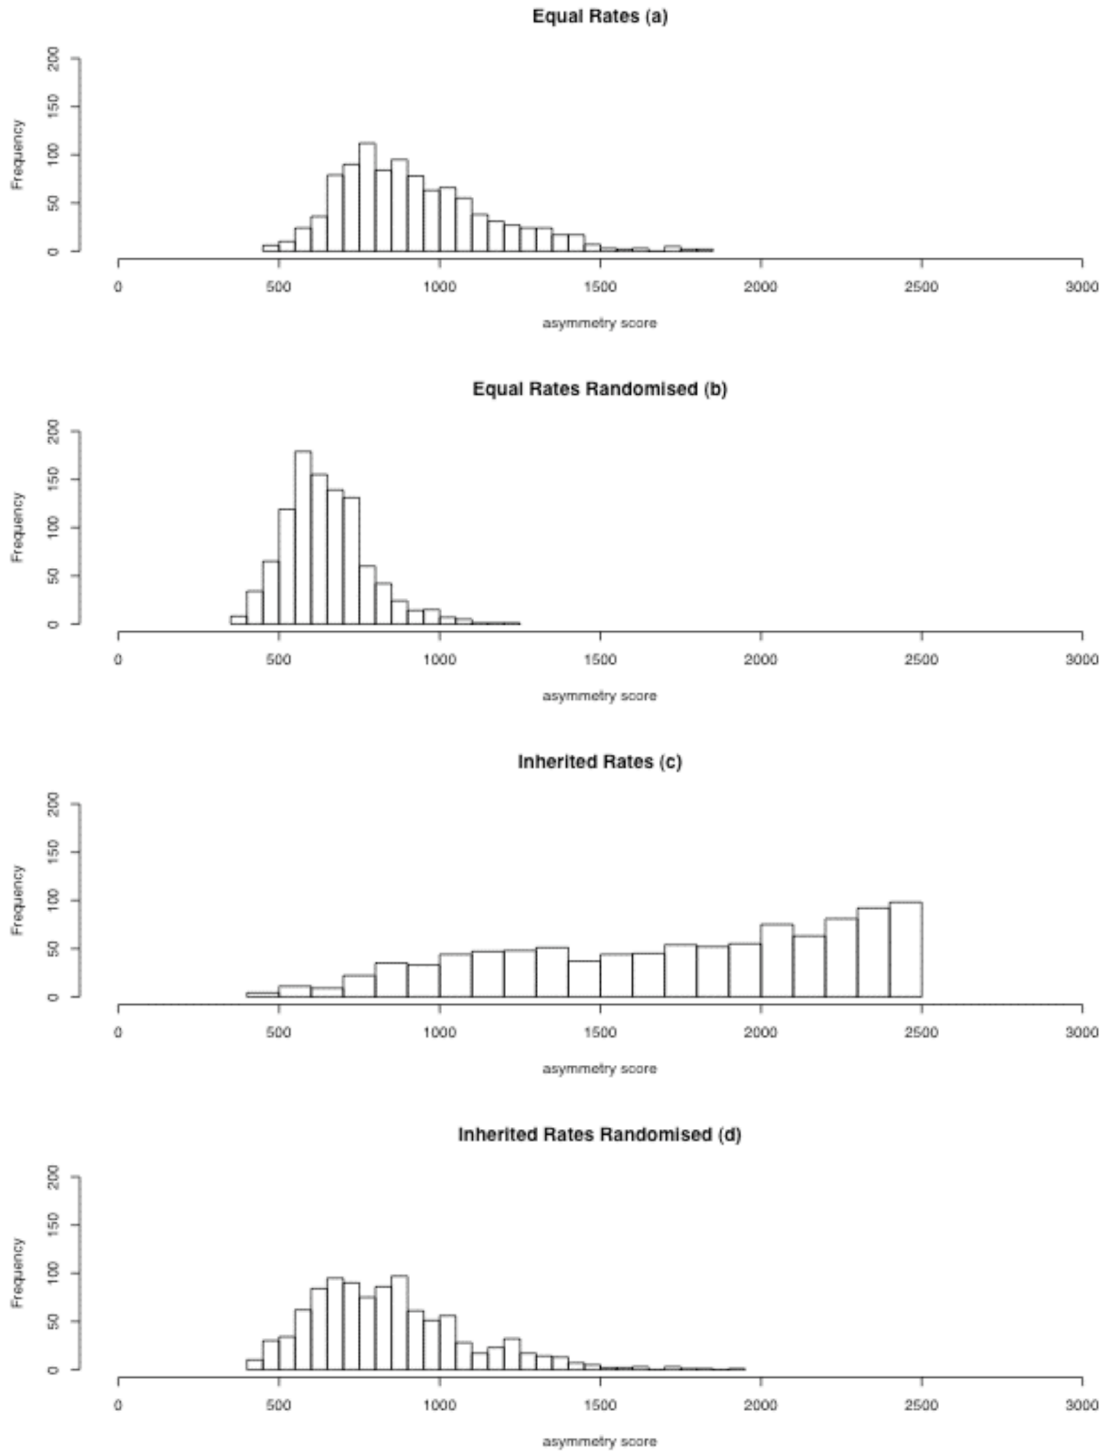 Equal Rates (a)
Frequency
0 50 100 150 200
0 500 1000 1500 2000 2500 3000
asymmetry score
Equal Rates Randomised (b)
Frequency
0 50 100 150 200
0 500 1000 1500 2000 2500 3000
asymmetry score
Inherited Rates (c)
Frequency
0 50 100 150 200
0 500 1000 1500 2000 2500 3000
asymmetry score
Inherited Rates Randomised (d)
Frequency
0 50 100 150 200
0 500 1000 1500 2000 2500 3000
asymmetry score